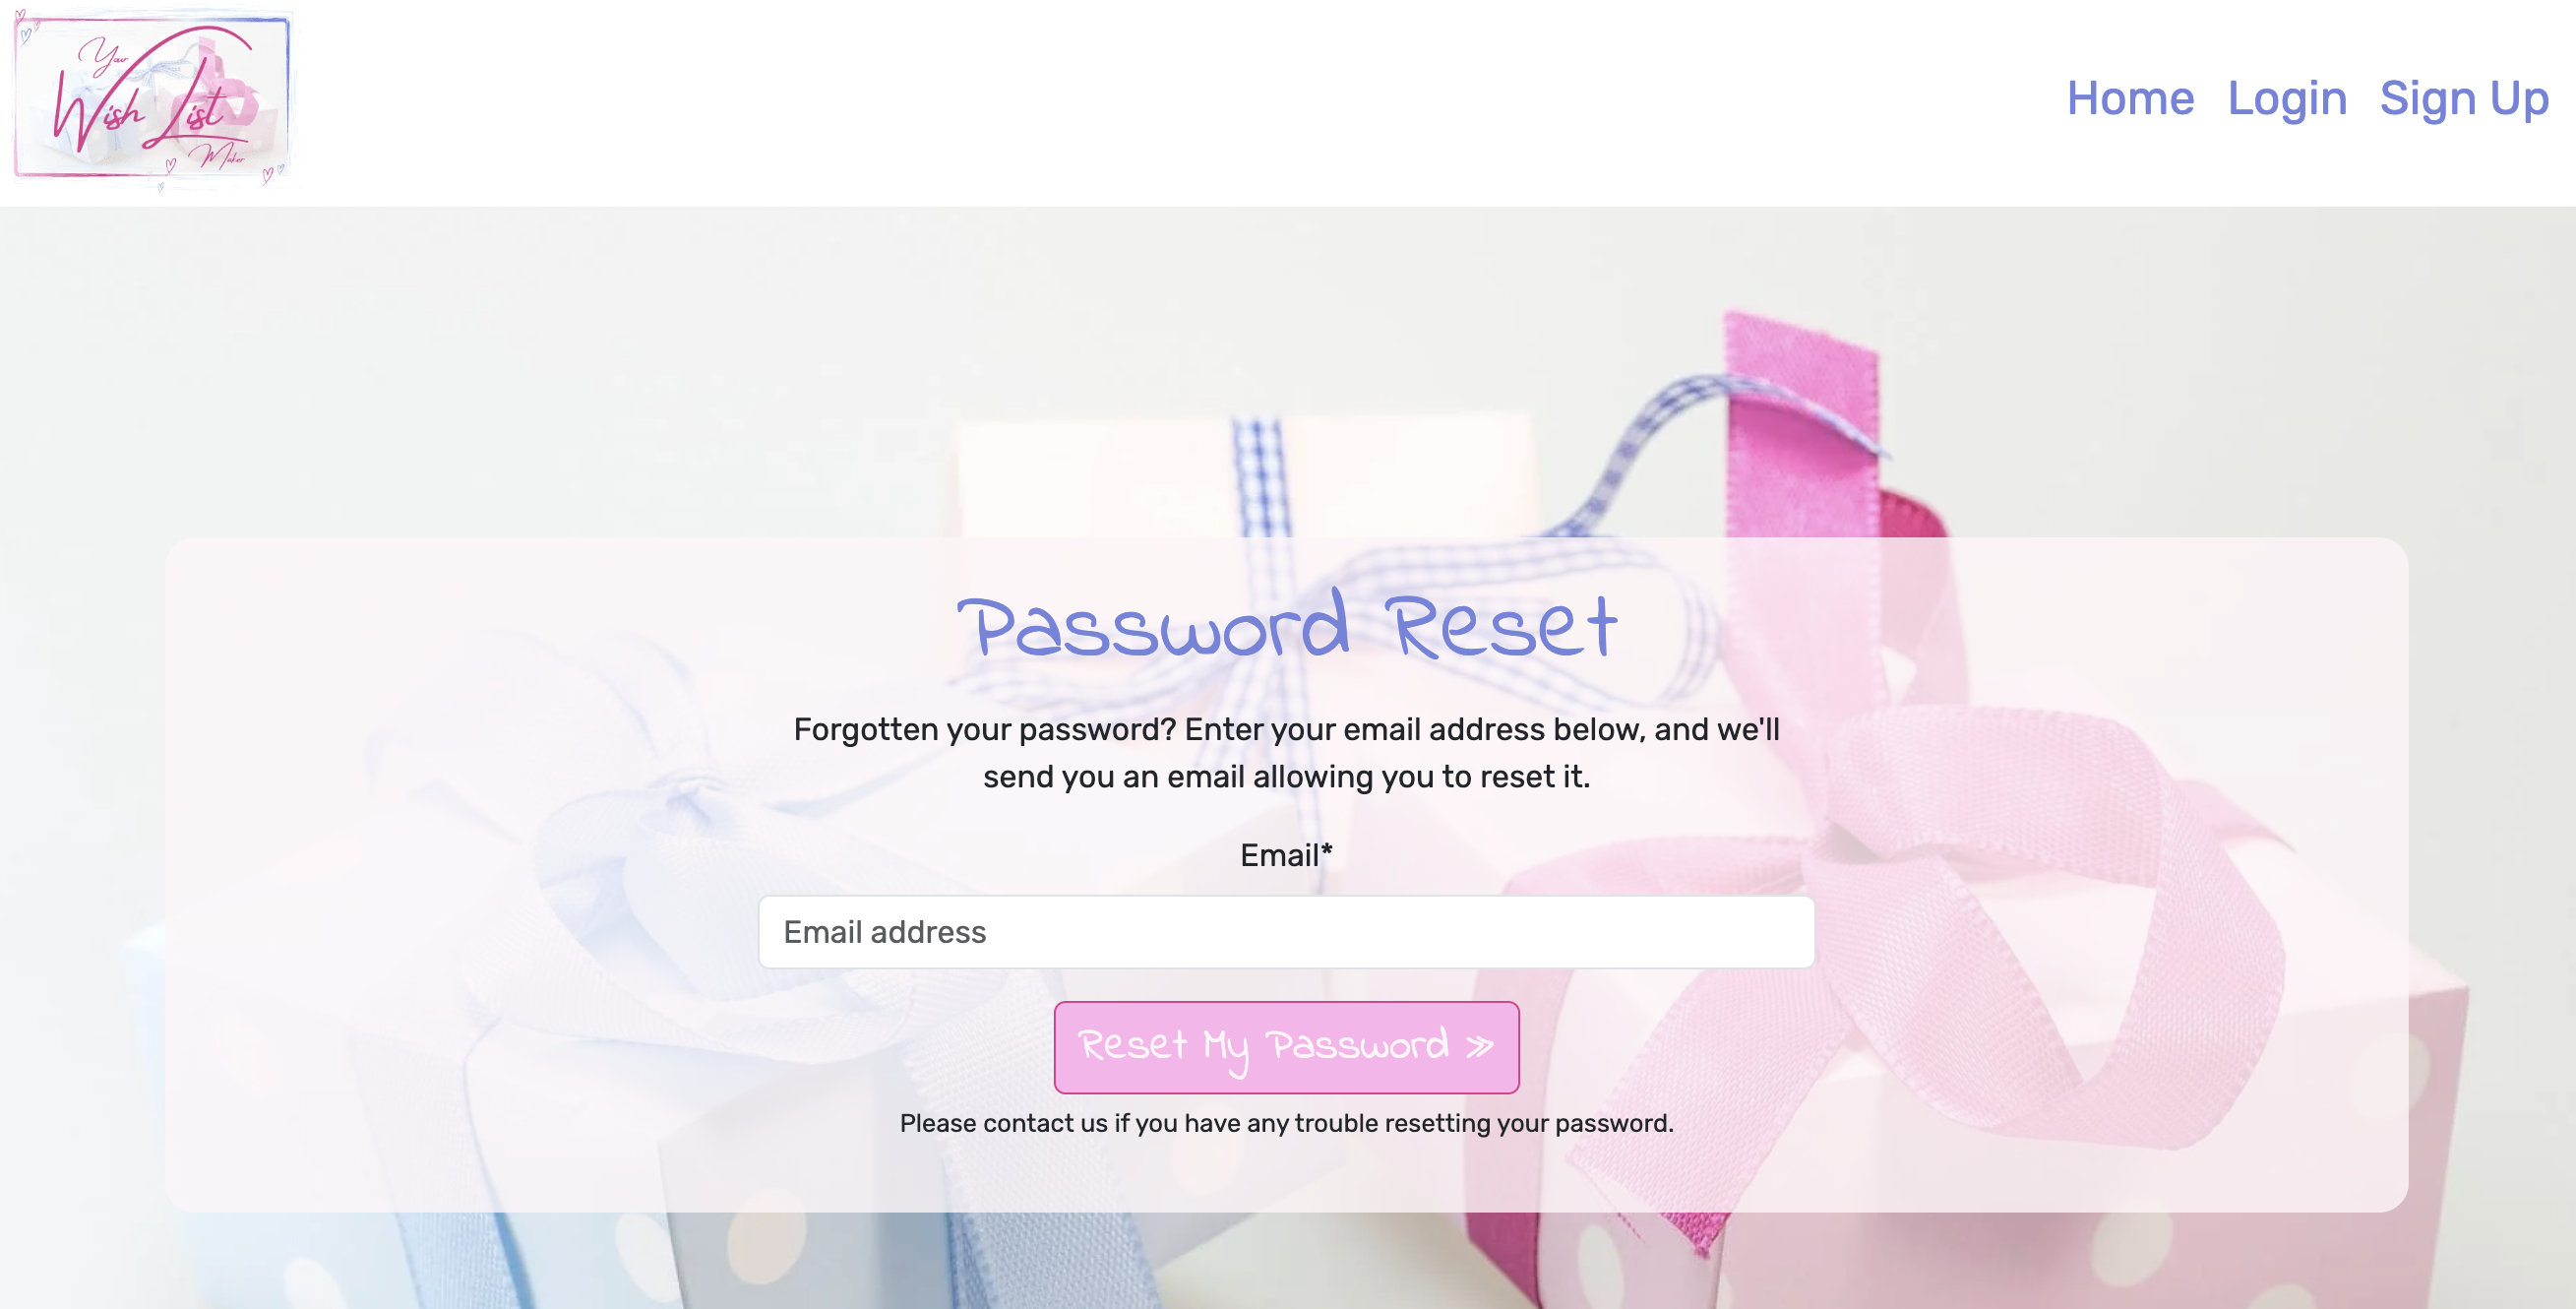 Your
Wish List
Maker
Home Login Sign Up
Password Reset
Forgotten your password? Enter your email address below, and we'll
send you an email allowing you to reset it.
Email*
Email address
Reset My Password »
Please contact us if you have any trouble resetting your password.